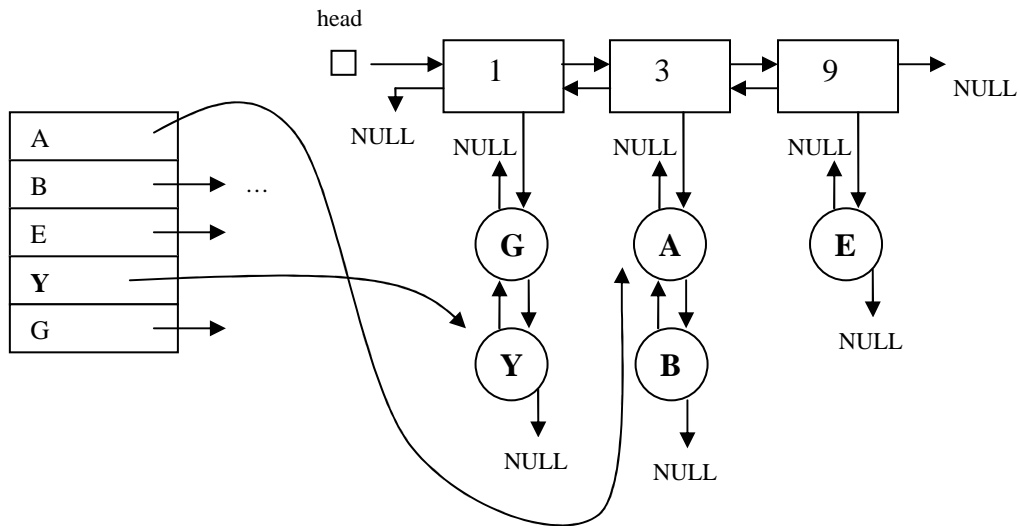 head
1 3 9
NULL
NULL
NULL NULL NULL
A
B ...
E
Y
G
G A E
Y B
NULL
NULL
NULL